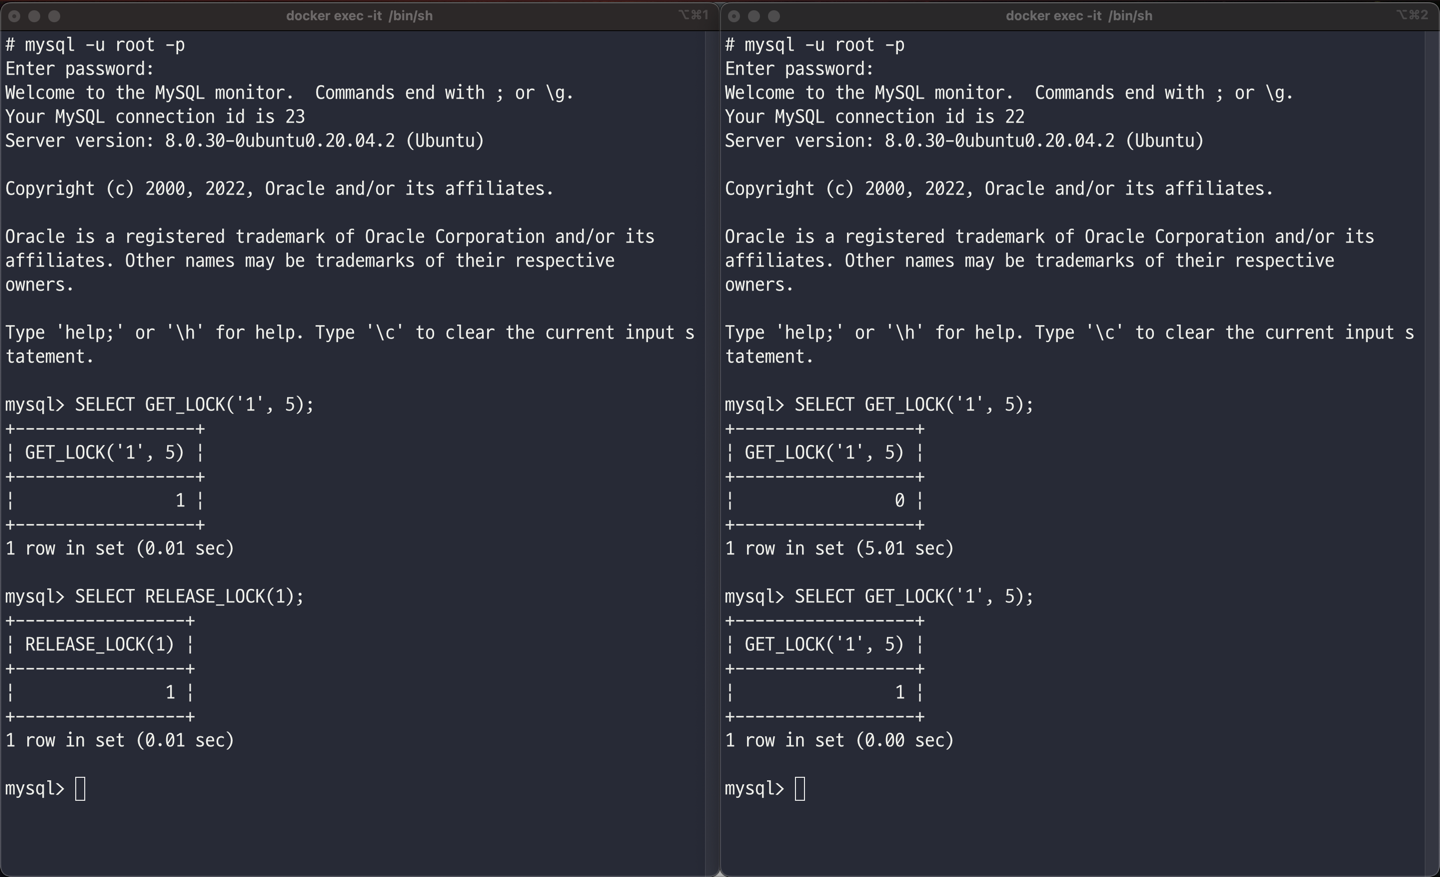 docker exec -it /bin/sh
⌥⌘1
# mysql -u root -p
Enter password:
Welcome to the MySQL monitor.  Commands end with ; or \g.
Your MySQL connection id is 23
Server version: 8.0.30-0ubuntu0.20.04.2 (Ubuntu)
Copyright (c) 2000, 2022, Oracle and/or its affiliates.
Oracle is a registered trademark of Oracle Corporation and/or its
affiliates. Other names may be trademarks of their respective
owners.
Type 'help;' or '\h' for help. Type '\c' to clear the current input s
tatement.
mysql> SELECT GET_LOCK('1', 5);
+------------------+
¦ GET_LOCK('1', 5) ¦
+------------------+
¦                1 ¦
+------------------+
1 row in set (0.01 sec)
mysql> SELECT RELEASE_LOCK(1);
+-----------------+
¦ RELEASE_LOCK(1) ¦
+-----------------+
¦               1 ¦
+-----------------+
1 row in set (0.01 sec)
mysql>
docker exec -it /bin/sh
⌥⌘2
# mysql -u root -p
Enter password:
Welcome to the MySQL monitor.  Commands end with ; or \g.
Your MySQL connection id is 22
Server version: 8.0.30-0ubuntu0.20.04.2 (Ubuntu)
Copyright (c) 2000, 2022, Oracle and/or its affiliates.
Oracle is a registered trademark of Oracle Corporation and/or its
affiliates. Other names may be trademarks of their respective
owners.
Type 'help;' or '\h' for help. Type '\c' to clear the current input s
tatement.
mysql> SELECT GET_LOCK('1', 5);
+------------------+
¦ GET_LOCK('1', 5) ¦
+------------------+
¦                0 ¦
+------------------+
1 row in set (5.01 sec)
mysql> SELECT GET_LOCK('1', 5);
+------------------+
¦ GET_LOCK('1', 5) ¦
+------------------+
¦                1 ¦
+------------------+
1 row in set (0.00 sec)
mysql>